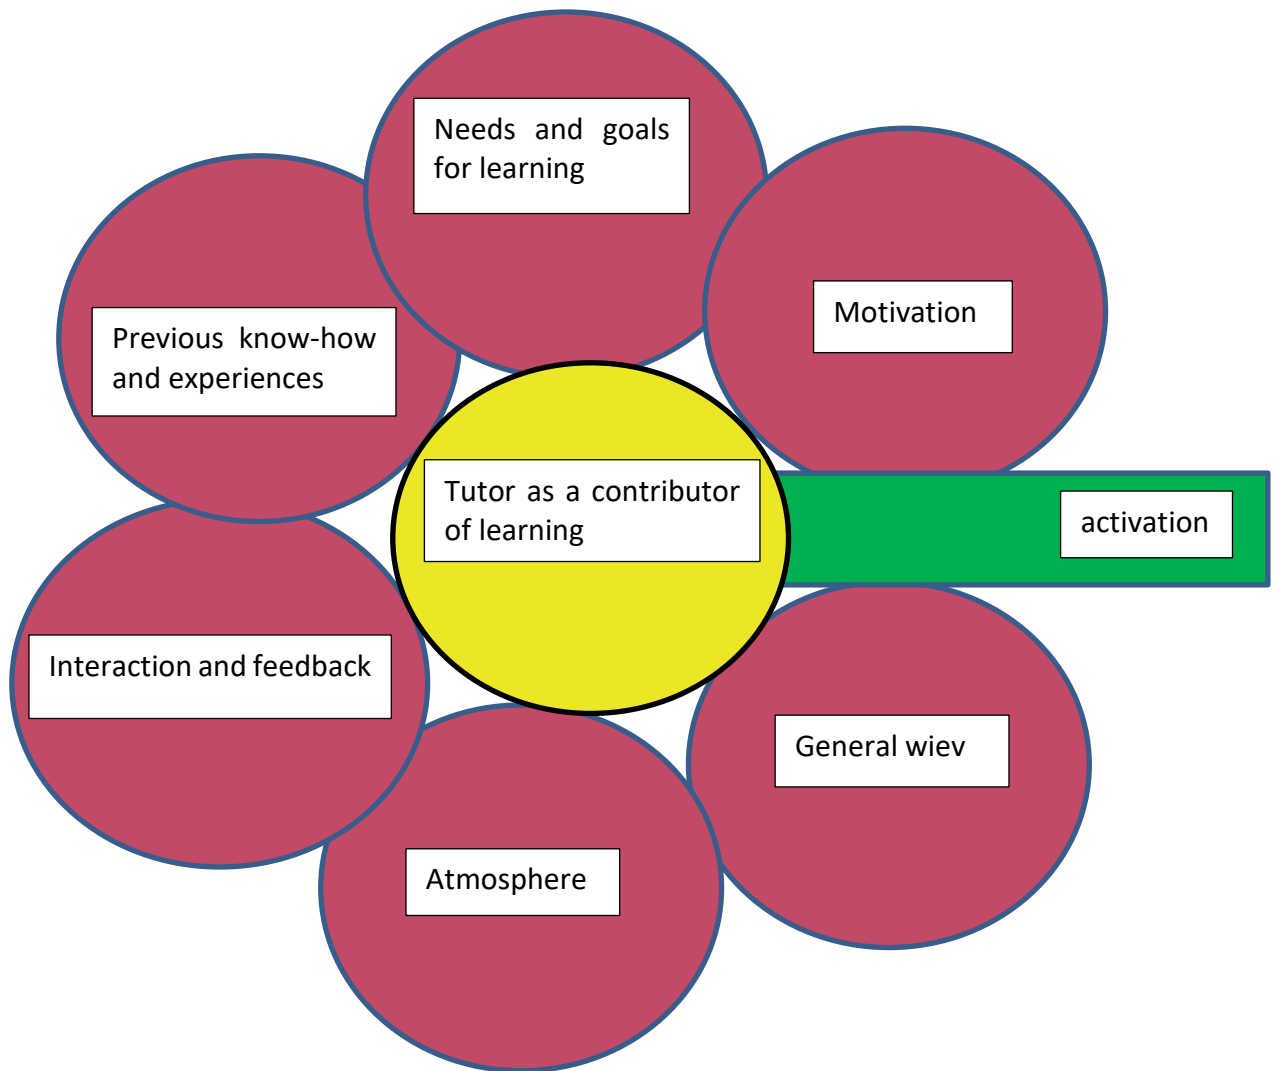 Needs and goals
for learning
Motivation
Previous know-how
and experiences
Tutor as a contributor
of learning
activation
Interaction and feedback
General wiev
Atmosphere